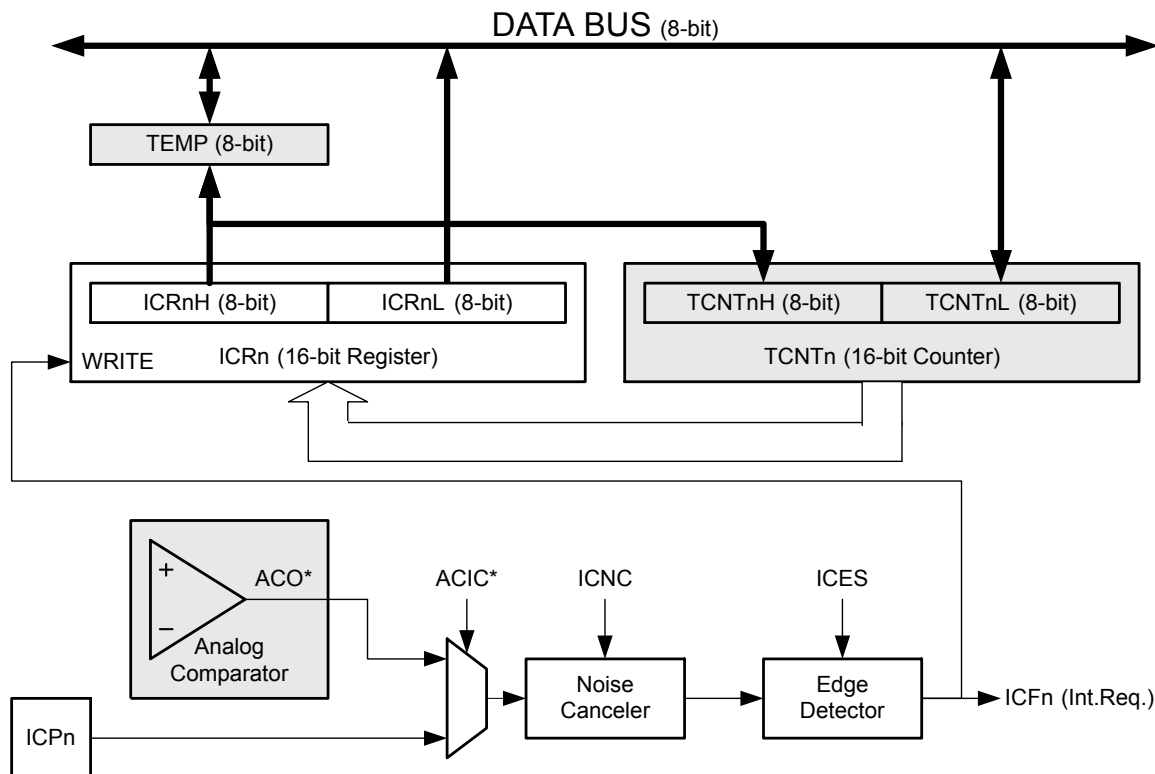 DATA BUS (8-bit)
TEMP (8-bit)
ICRnH (8-bit)
ICRnL (8-bit)
TCNTnH (8-bit)
TCNTnL (8-bit)
WRITE
ICRn (16-bit Register)
TCNTn (16-bit Counter)
+
−
ACO*
Analog
Comparator
ACIC*
ICNC
ICES
Noise
Canceler
Edge
Detector
ICFn (Int.Req.)
ICPn